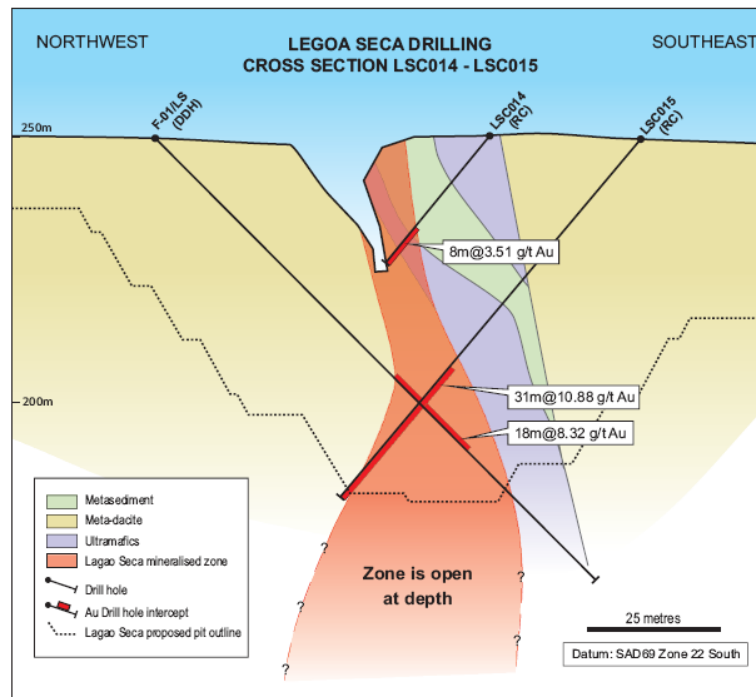 NORTHWEST
LEGOA SECA DRILLING
CROSS SECTION LSC014 - LSC015
SOUTHEAST
F-01/LS
(DDH)
LSC014
(RC)
LSC015
(RC)
250m
8m@3.51 g/t Au
200m
31m@10.88 g/t Au
18m@8.32 g/t Au
Metasediment
Meta-dacite
Ultramafics
Lagao Seca mineralised zone
Drill hole
Au Drill hole intercept
Lagao Seca proposed pit outline
Zone is open
at depth
?
?
?
?
?
?
?
25 metres
Datum: SAD69 Zone 22 South